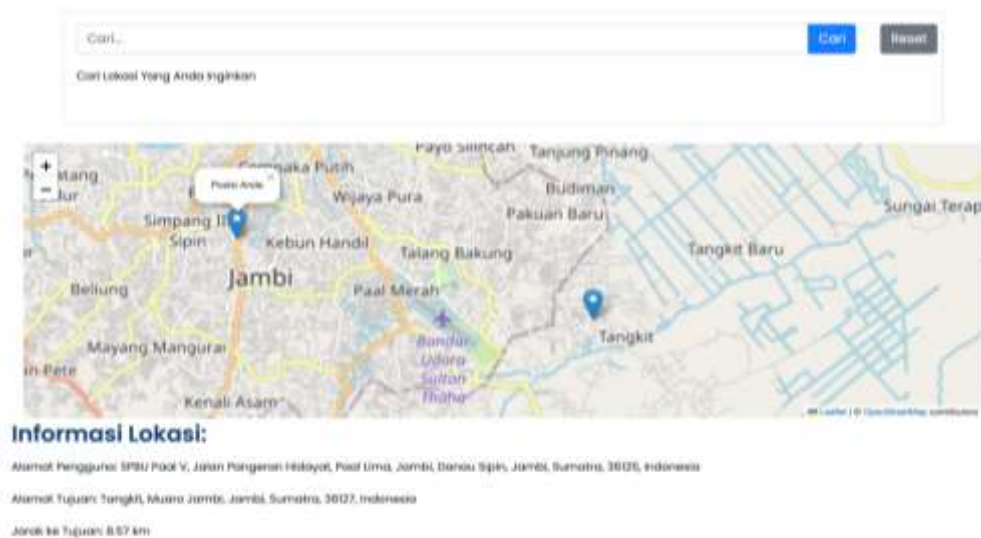 Cari..
Cari
Reset
Cari Lokasi Yang Anda Inginkan
+
−
Payo Silincah
Tanjung Pinang
Cempaka Putih
Posisi Anda
×
Wijaya Pura
Budiman
Pakuan Baru
Sungai Terap
Simpang III
Sipin
Kebun Handil
Talang Bakung
Tangkit Baru
Jambi
Beliung
Paal Merah
Tangkit
Mayang Mangurai
Bandar
Udara
Sultan
Thaha
Kenali Asam
Leaflet | © OpenStreetMap contributors
Informasi Lokasi:
Alamat Pengguna: SPBU Paal V, Jalan Pangeran Hidayat, Paal Lima, Jambi, Danau Sipin, Jambi, Sumatra, 36126, Indonesia
Alamat Tujuan: Tangkit, Muaro Jambi, Jambi, Sumatra, 36137, Indonesia
Jarak ke Tujuan: 8.57 km